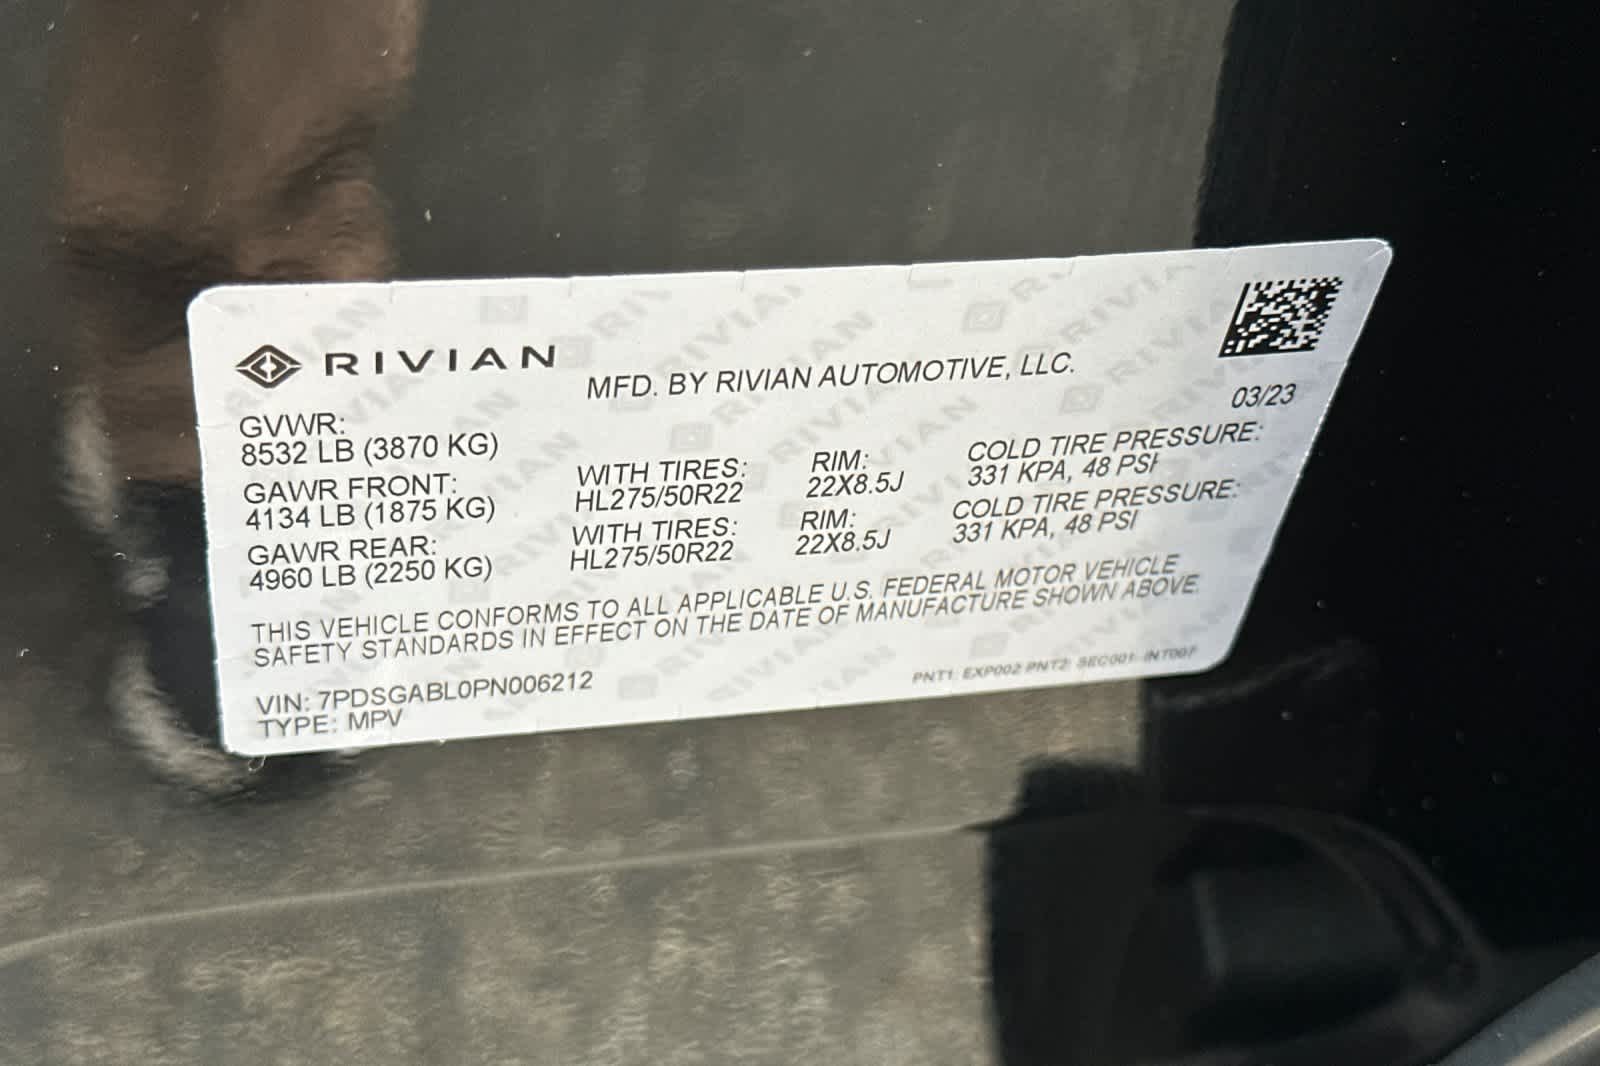 RIVIAN
MFD. BY RIVIAN AUTOMOTIVE, LLC.
03/23
GVWR:
8532 LB (3870 KG)
GAWR FRONT:
4134 LB (1875 KG)
WITH TIRES:
HL275/50R22
RIM:
22X8.5J
COLD TIRE PRESSURE:
331 KPA, 48 PSI
GAWR REAR:
4960 LB (2250 KG)
WITH TIRES:
HL275/50R22
RIM:
22X8.5J
COLD TIRE PRESSURE:
331 KPA, 48 PSI
THIS VEHICLE CONFORMS TO ALL APPLICABLE U.S. FEDERAL MOTOR VEHICLE
SAFETY STANDARDS IN EFFECT ON THE DATE OF MANUFACTURE SHOWN ABOVE.
VIN: 7PDSGABL0PN006212
TYPE: MPV
PNT1: EXP002 PNT2: SEC001 INT007